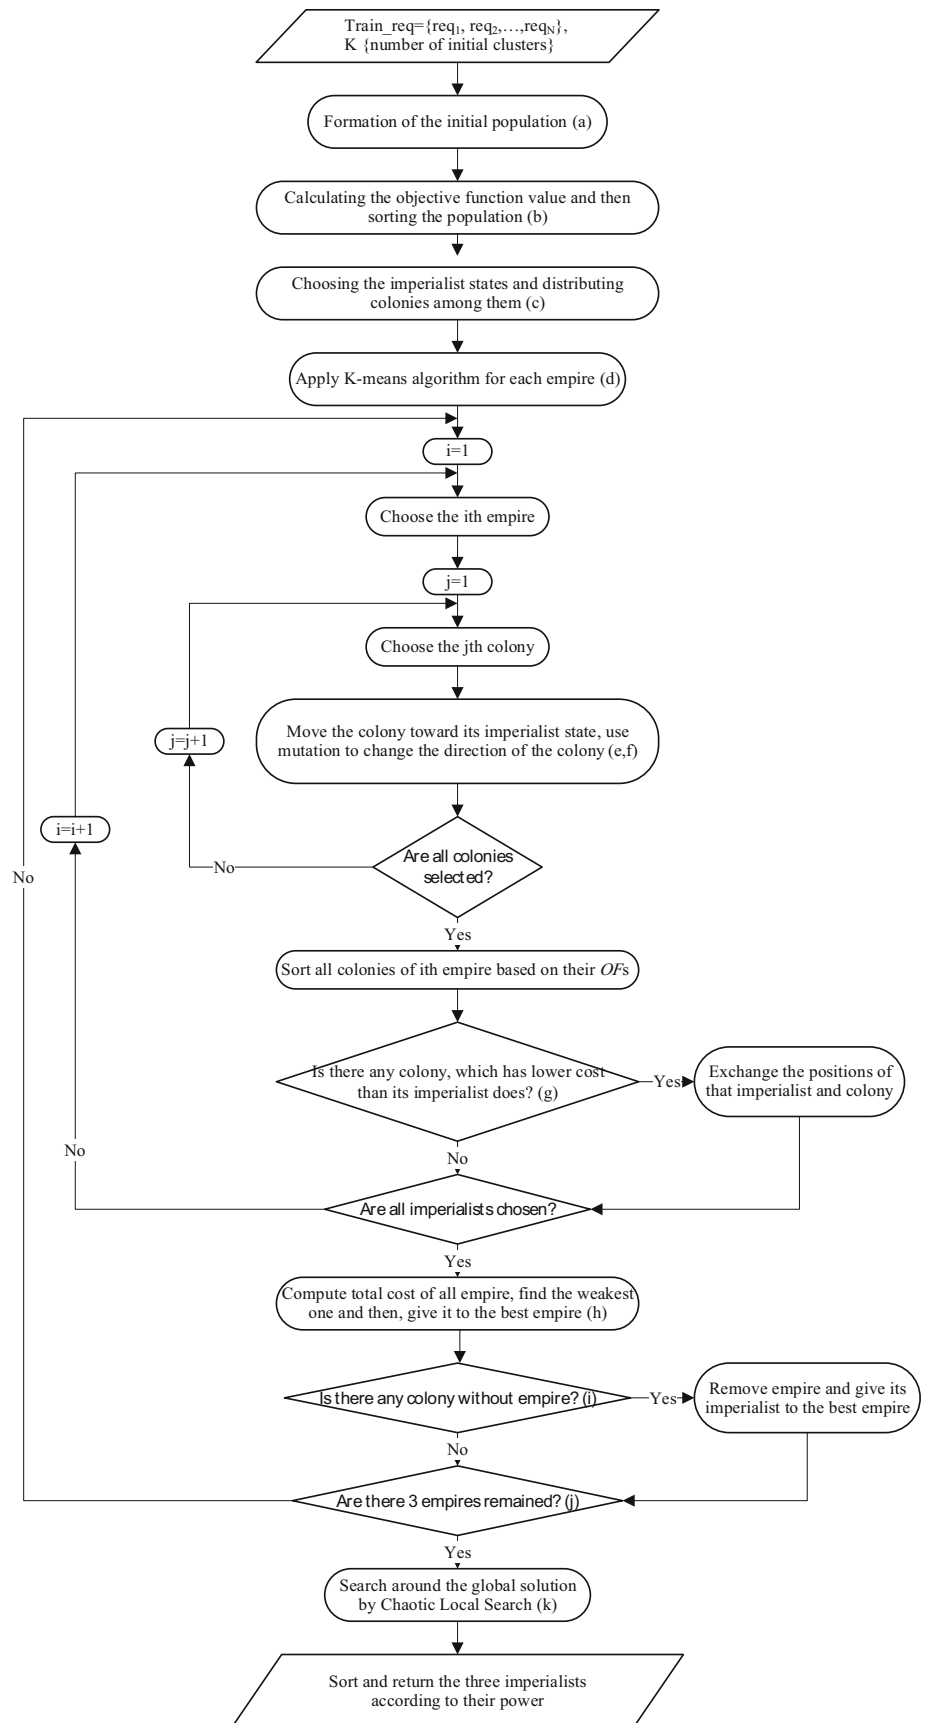 Train_req={req1, req2,…,reqN},
K {number of initial clusters}
Formation of the initial population (a)
Calculating the objective function value and then
sorting the population (b)
Choosing the imperialist states and distributing
colonies among them (c)
Apply K-means algorithm for each empire (d)
i=1
Choose the ith empire
j=1
Choose the jth colony
Move the colony toward its imperialist state, use
mutation to change the direction of the colony (e,f)
j=j+1
i=i+1
Are all colonies
selected?
No
No
Yes
Sort all colonies of ith empire based on their OFs
Is there any colony, which has lower cost
than its imperialist does? (g)
Yes
Exchange the positions of
that imperialist and colony
No
No
Are all imperialists chosen?
Yes
Compute total cost of all empire, find the weakest
one and then, give it to the best empire (h)
Is there any colony without empire? (i)
Yes
Remove empire and give its
imperialist to the best empire
No
Are there 3 empires remained? (j)
Yes
Search around the global solution
by Chaotic Local Search (k)
Sort and return the three imperialists
according to their power